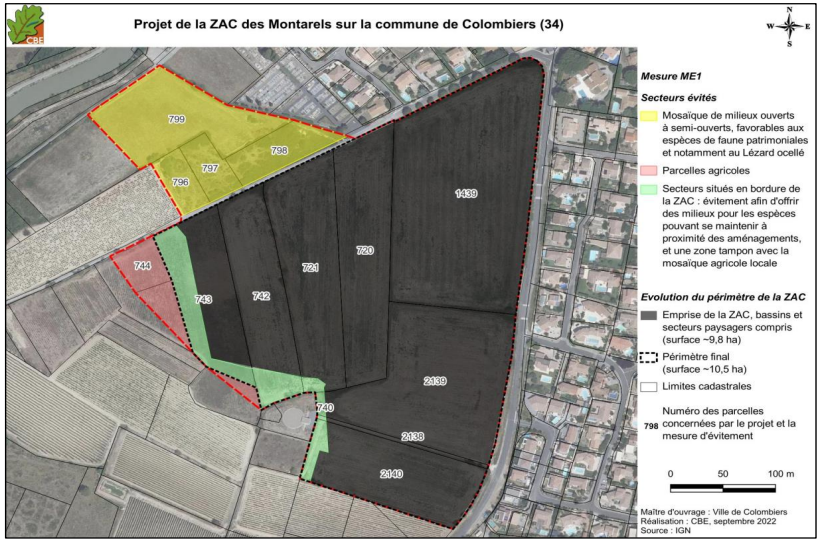 Projet de la ZAC des Montarels sur la commune de Colombiers (34)
CBE
N
W E
S
799
798
797
796
1439
744
743
742
721
720
2139
740
2138
2140
Mesure ME1
Secteurs évités
Mosaïque de milieux ouverts
à semi-ouverts, favorables aux
espèces de faune patrimoniales
et notamment au Lézard ocellé
Parcelles agricoles
Secteurs situés en bordure de
la ZAC : évitement afin d'offrir
des milieux pour les espèces
pouvant se maintenir à
proximité des aménagements,
et une zone tampon avec la
mosaïque agricole locale
Evolution du périmètre de la ZAC
Emprise de la ZAC, bassins et
secteurs paysagers compris
(surface ~9,8 ha)
Périmètre final
(surface ~10,5 ha)
Limites cadastrales
Numéro des parcelles
798 concernées par le projet et la
mesure d'évitement
0 50 100 m
Maître d'ouvrage : Ville de Colombiers
Réalisation : CBE, septembre 2022
Source : IGN